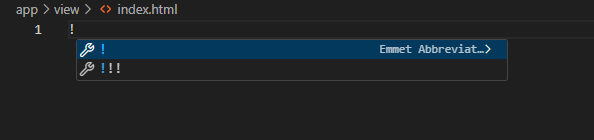 app > view > <> index.html
1 !
! Emmet Abbreviat...>
!!!